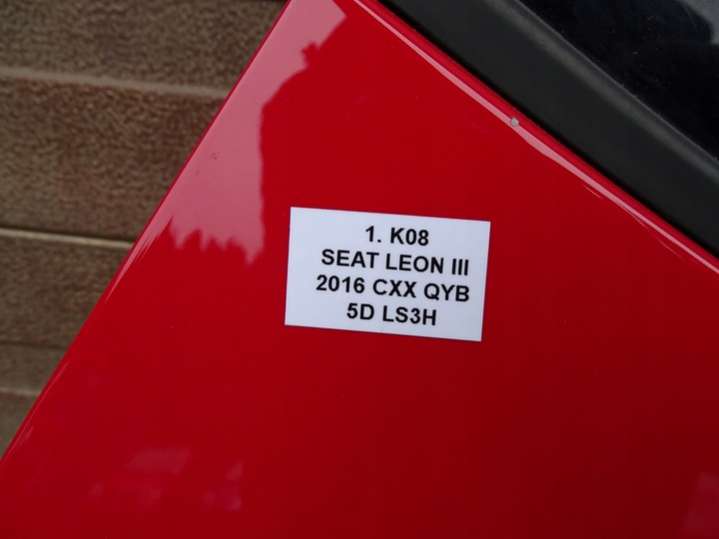 1. K08
SEAT LEON III
2016 CXX QYB
5D LS3H